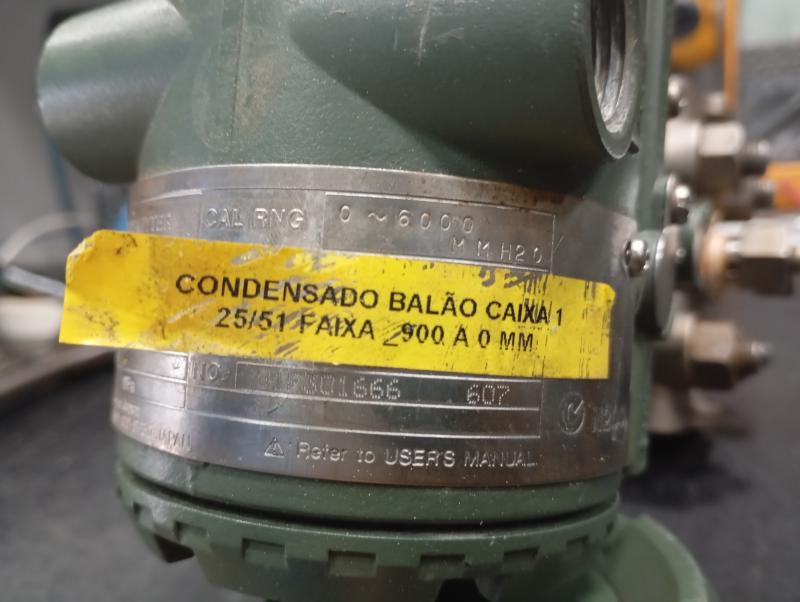 CAL RNG 0 ~ 6000
MMH2O
CONDENSADO BALÃO CAIXA 1
25/51 FAIXA -900 A 0 MM
NO. 607
JAPAN
⚠ Refer to USER'S MANUAL